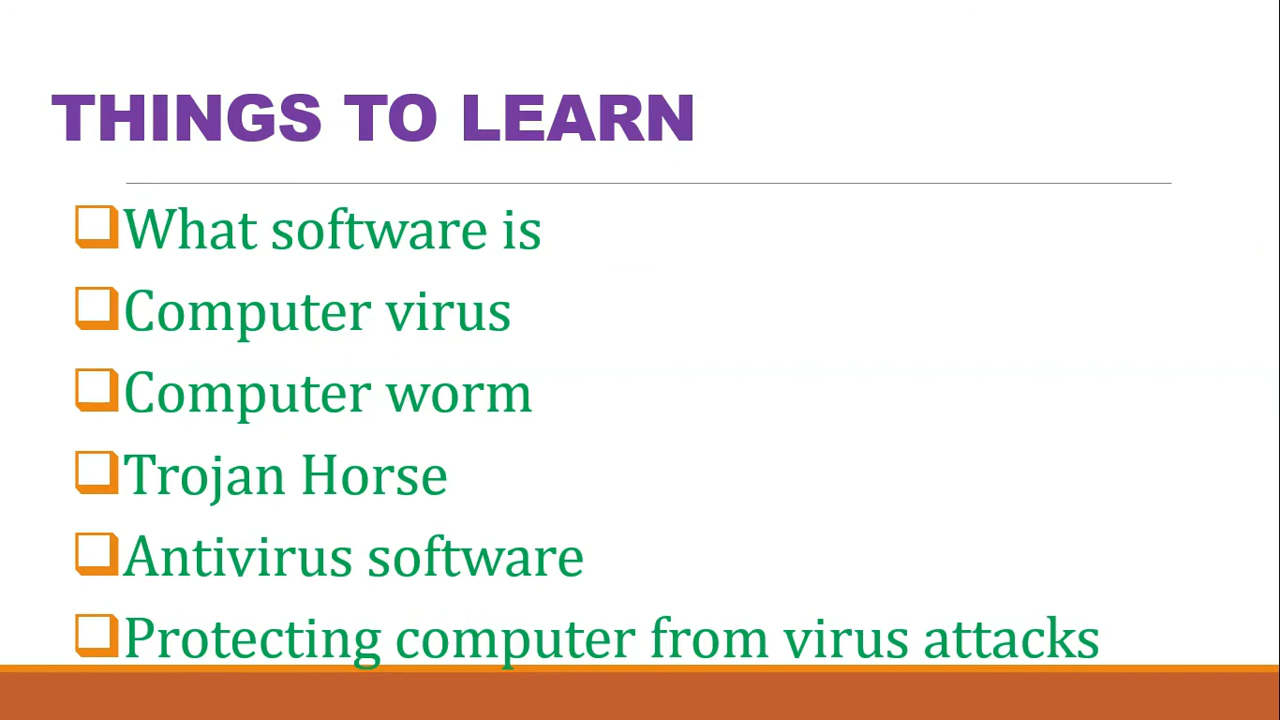 THINGS TO LEARN
What software is
Computer virus
Computer worm
Trojan Horse
Antivirus software
Protecting computer from virus attacks